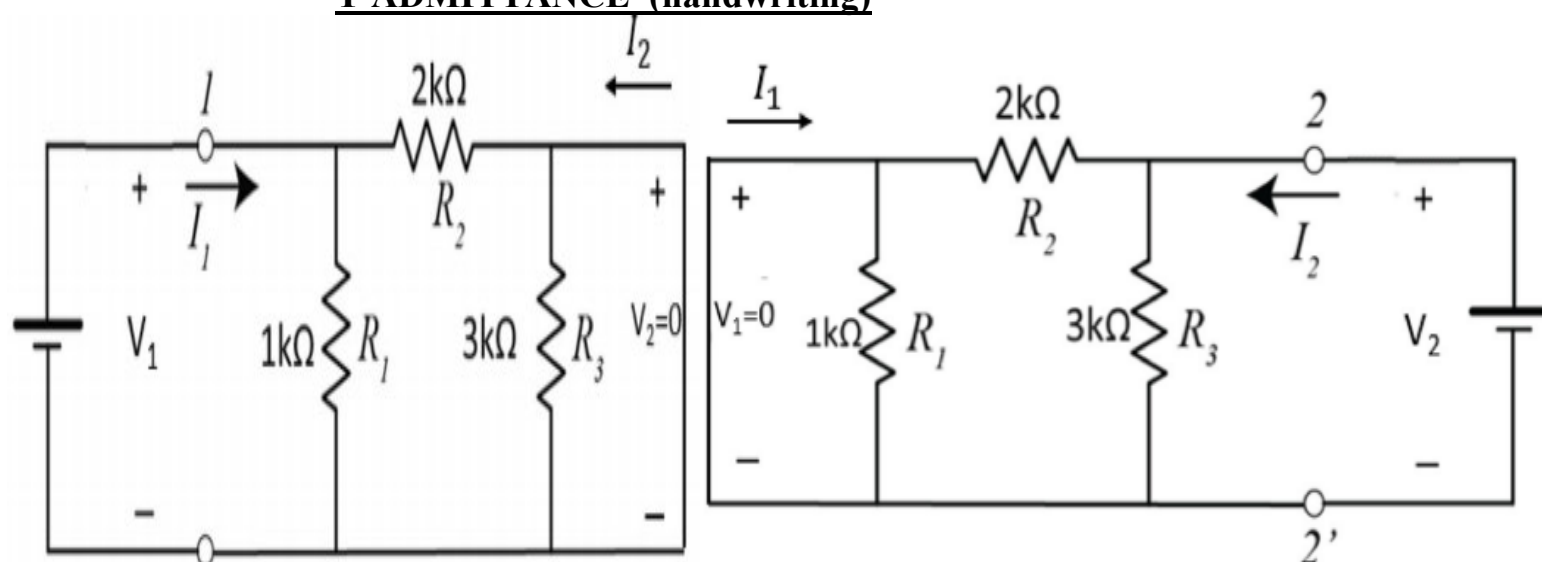 Y ADMITTANCE (handwriting)
I₂
1
2kΩ
+
I₁
R₂
+
V₁
1kΩ
R₁
3kΩ
R₃
V₂=0
−
−
I₁
2kΩ
2
+
R₂
I₂
+
V₁=0
1kΩ
R₁
3kΩ
R₃
V₂
−
−
2'